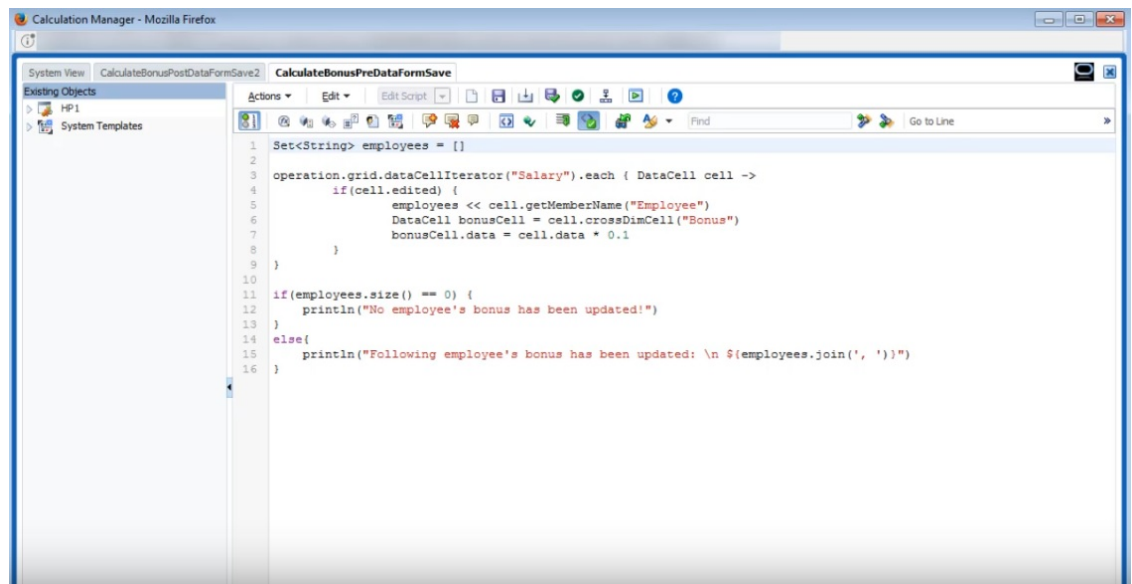 Calculation Manager - Mozilla Firefox
System View CalculateBonusPostDataFormSave2 CalculateBonusPreDataFormSave
Existing Objects
HP1
System Templates
Actions Edit Edit Script
Find Go to Line
1 Set<String> employees = []
2
3 operation.grid.dataCellIterator("Salary").each { DataCell cell ->
4 if(cell.edited) {
5 employees << cell.getMemberName("Employee")
6 DataCell bonusCell = cell.crossDimCell("Bonus")
7 bonusCell.data = cell.data * 0.1
8 }
9 }
10
11 if(employees.size() == 0) {
12 println("No employee's bonus has been updated!")
13 }
14 else{
15 println("Following employee's bonus has been updated: \n ${employees.join(', ')}")
16 }